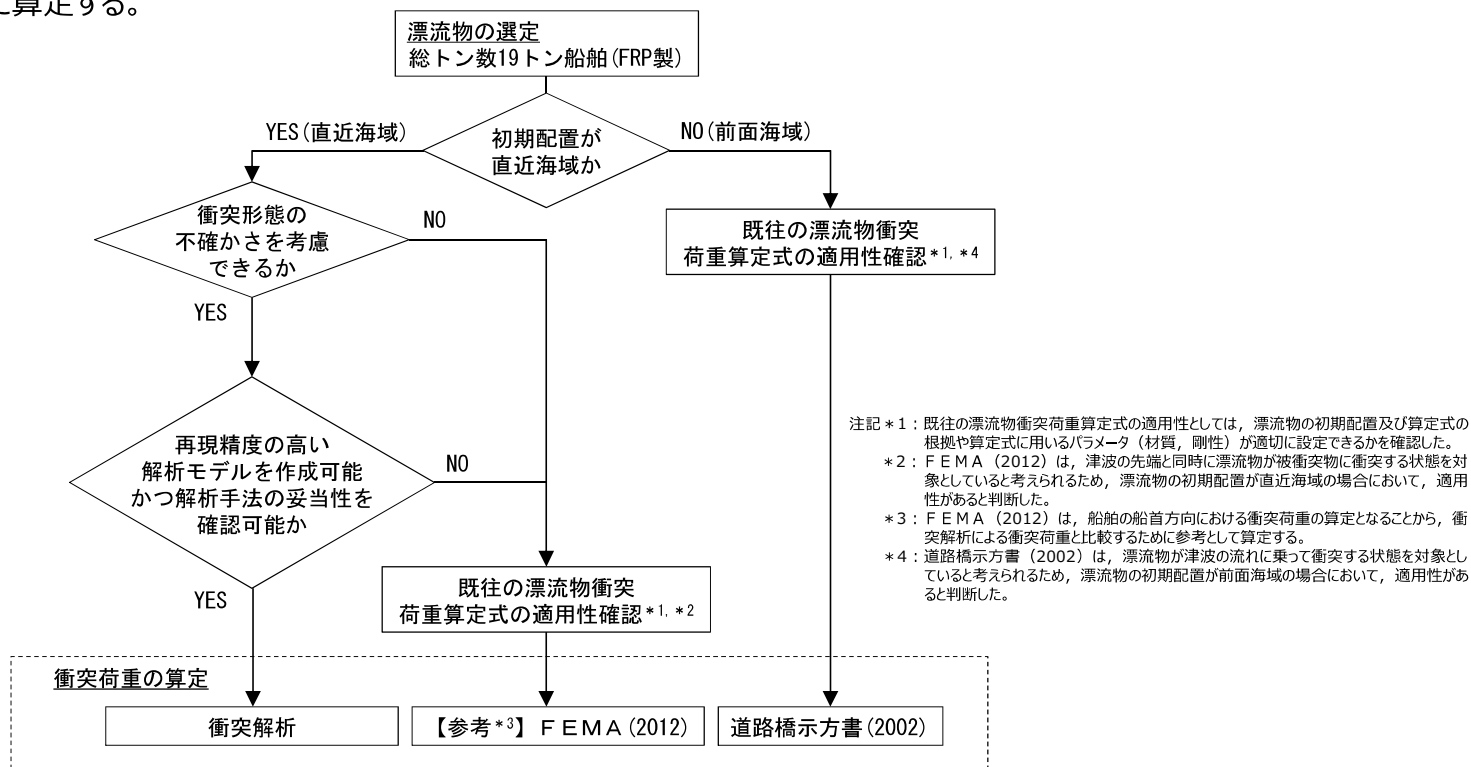 に算定する。
漂流物の選定
総トン数19トン船舶(FRP製)
初期配置が
直近海域か
YES(直近海域)
NO(前面海域)
衝突形態の
不確かさを考慮
できるか
NO
YES
既往の漂流物衝突
荷重算定式の適用性確認*1, *4
再現精度の高い
解析モデルを作成可能
かつ解析手法の妥当性を
確認可能か
NO
YES
既往の漂流物衝突
荷重算定式の適用性確認*1, *2
衝突荷重の算定
衝突解析
【参考*3】FEMA(2012)
道路橋示方書(2002)
注記*1：既往の漂流物衝突荷重算定式の適用性としては，漂流物の初期配置及び算定式の
根拠や算定式に用いるパラメータ（材質，剛性）が適切に設定できるかを確認した。
*2：ＦＥＭＡ（2012）は，津波の先端と同時に漂流物が被衝突物に衝突する状態を対
象としていると考えられるため，漂流物の初期配置が直近海域の場合において，適用
性があると判断した。
*3：ＦＥＭＡ（2012）は，船舶の船首方向における衝突荷重の算定となることから，衝
突解析による衝突荷重と比較するために参考として算定する。
*4：道路橋示方書（2002）は，漂流物が津波の流れに乗って衝突する状態を対象とし
ていると考えられるため，漂流物の初期配置が前面海域の場合において，適用性があ
ると判断した。